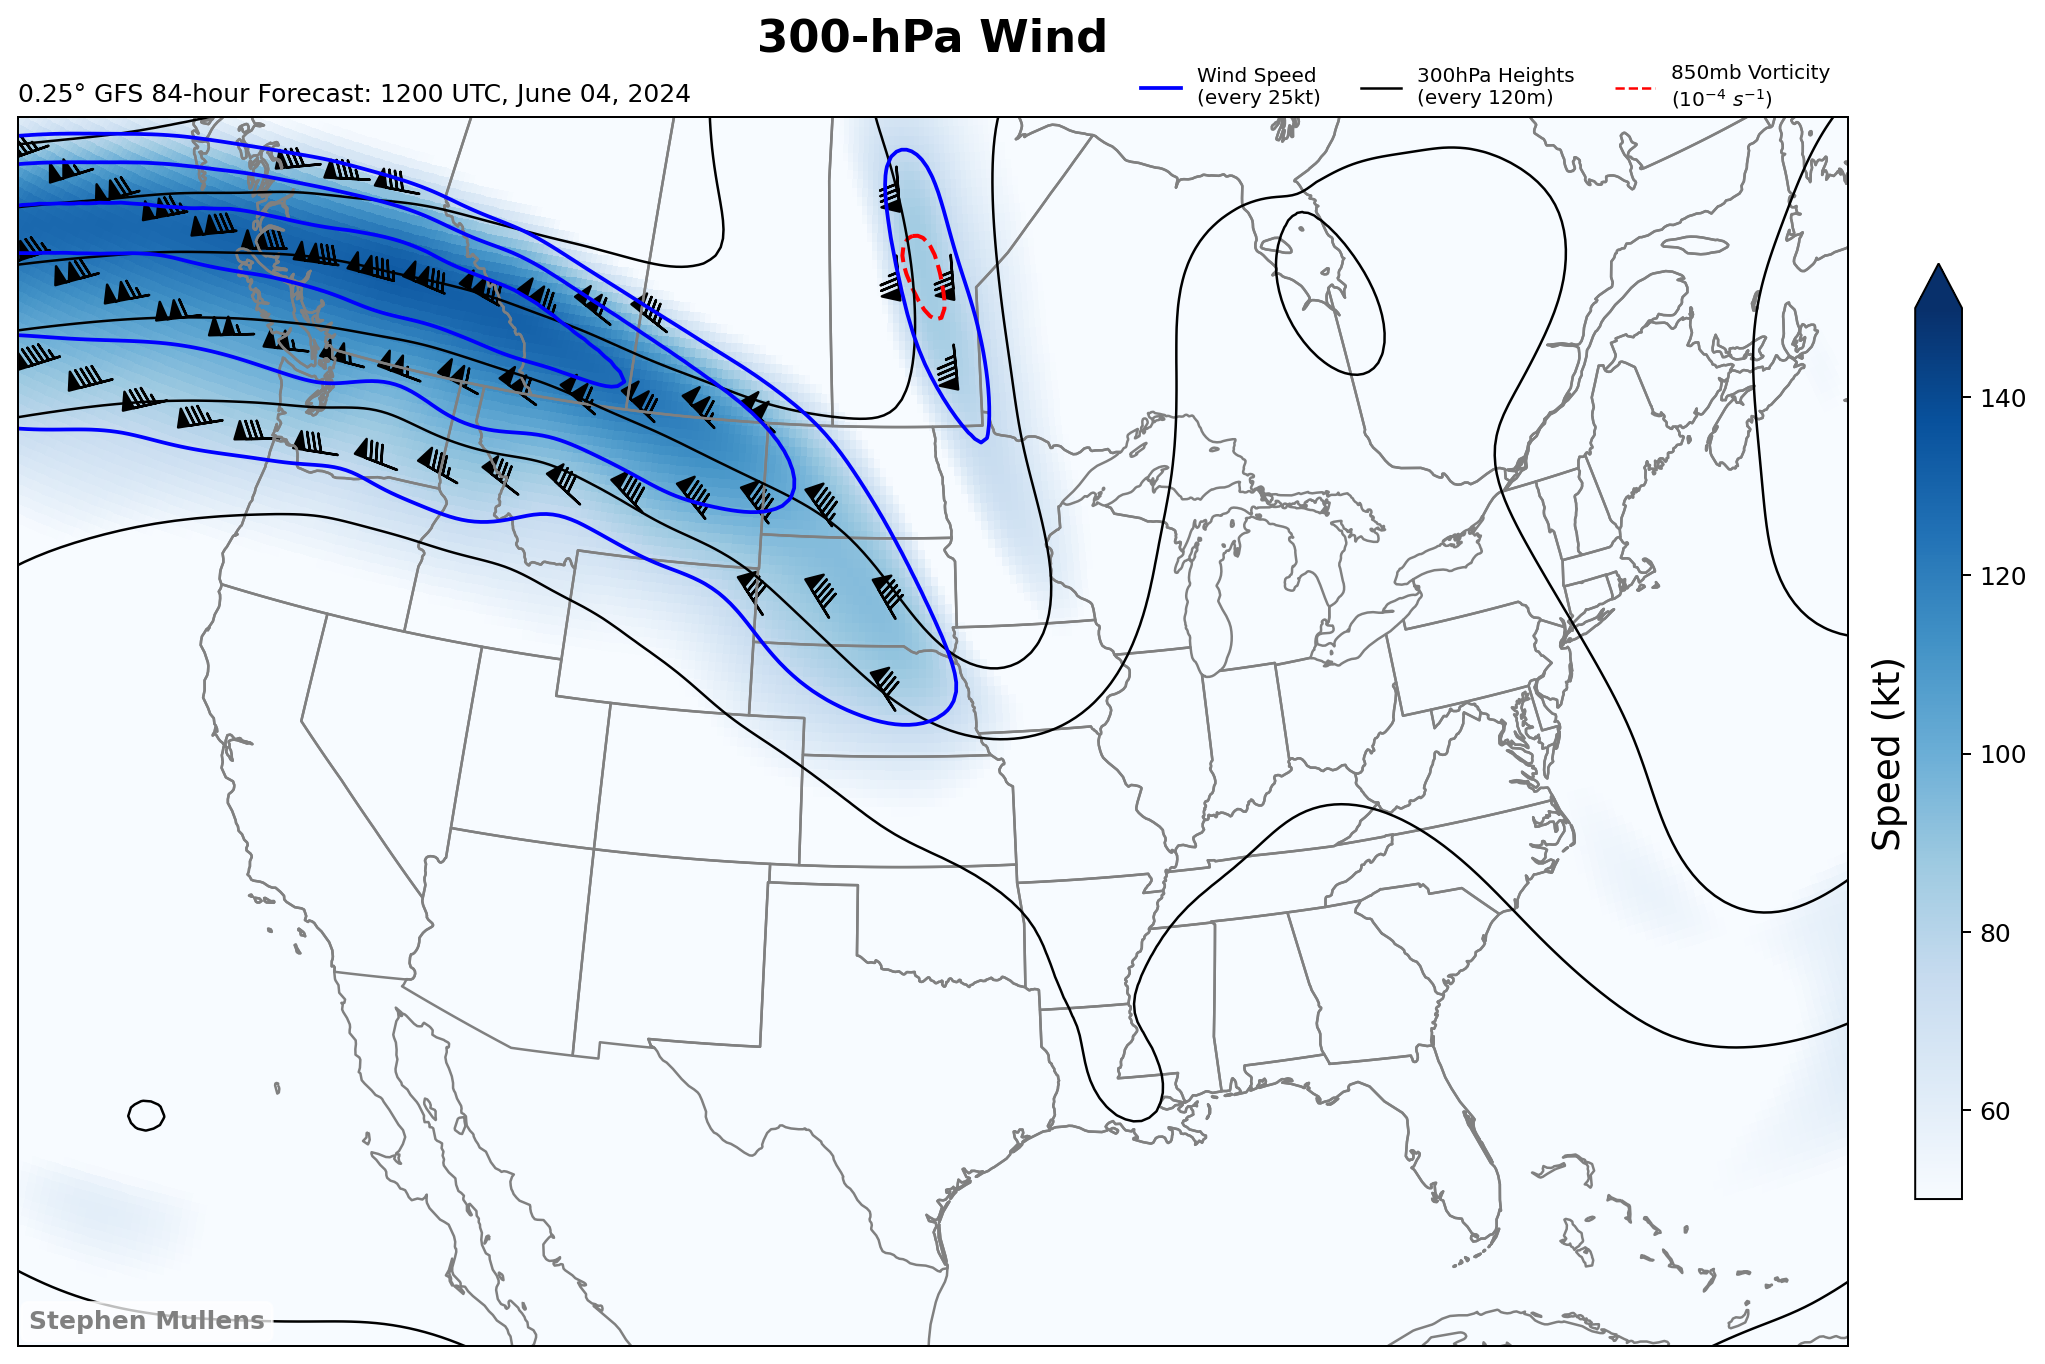 300-hPa Wind
0.25° GFS 84-hour Forecast: 1200 UTC, June 04, 2024
Wind Speed
(every 25kt)
300hPa Heights
(every 120m)
850mb Vorticity
(10⁻⁴ s⁻¹)
140
120
100
80
60
Speed (kt)
Stephen Mullens